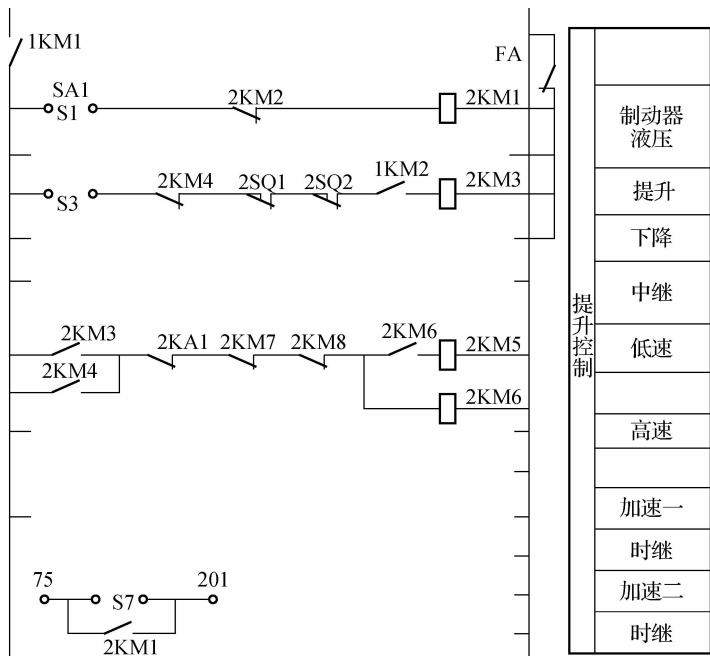 1KM1
FA
SA1
S1
2KM2
2KM1
S3
2KM4
2SQ1
2SQ2
1KM2
2KM3
2KM3
2KM4
2KA1
2KM7
2KM8
2KM6
2KM5
2KM6
75
S7
201
2KM1
提升控制
制动器
液压
提升
下降
中继
低速
高速
加速一
时继
加速二
时继